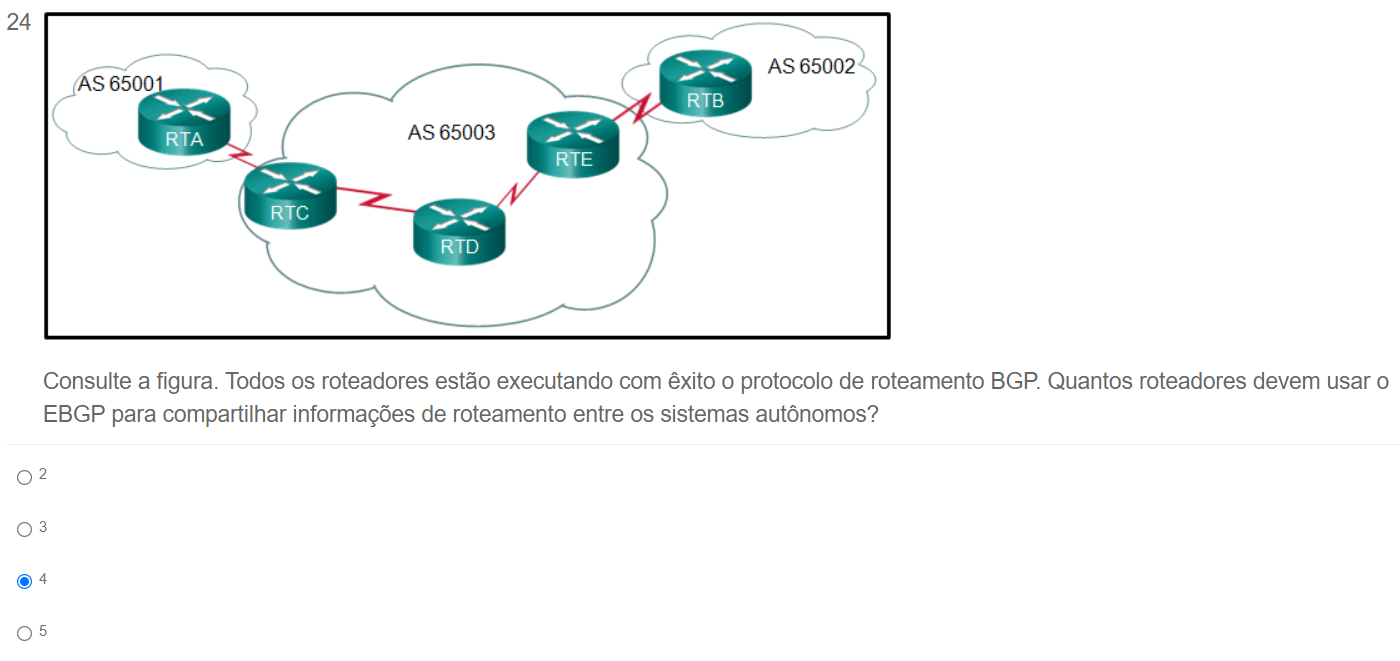 24
AS 65001
RTA
AS 65003
RTB
AS 65002
RTE
RTC
RTD
Consulte a figura. Todos os roteadores estão executando com êxito o protocolo de roteamento BGP. Quantos roteadores devem usar o
EBGP para compartilhar informações de roteamento entre os sistemas autônomos?
2
3
4
5